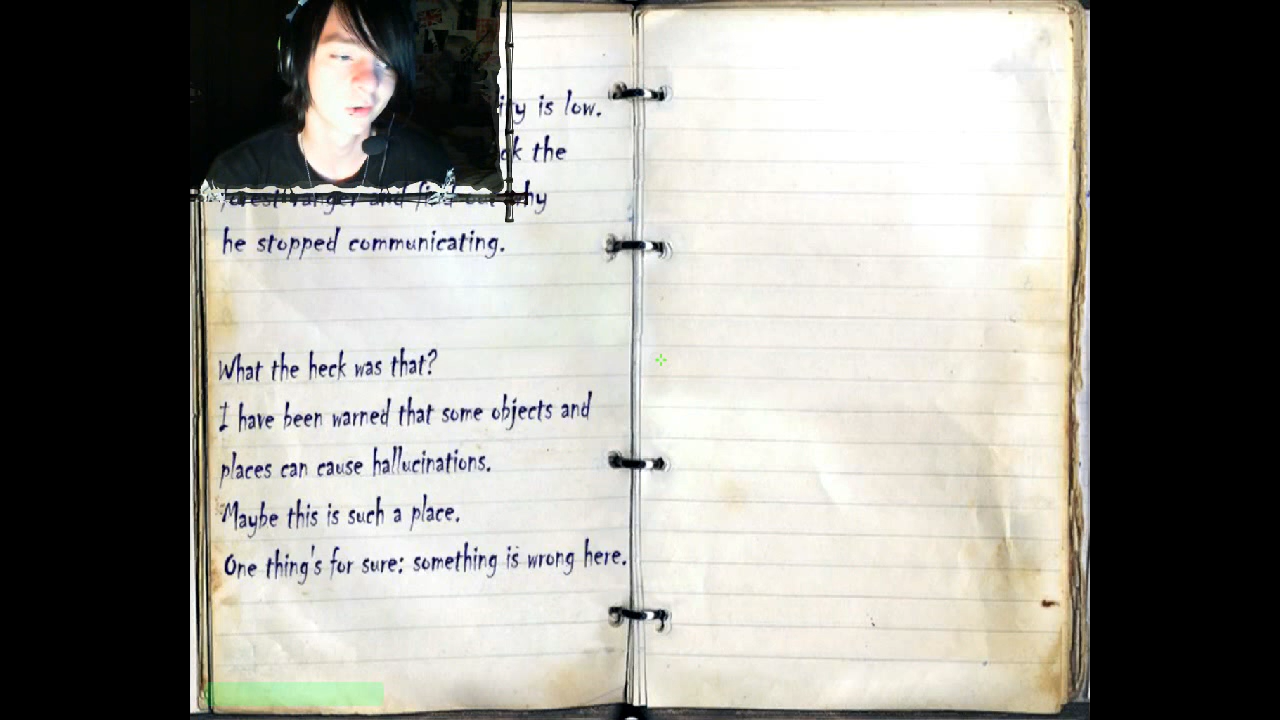 is low.
the
he stopped communicating.
What the heck was that?
I have been warned that some objects and
places can cause hallucinations.
Maybe this is such a place.
One thing's for sure: something is wrong here.